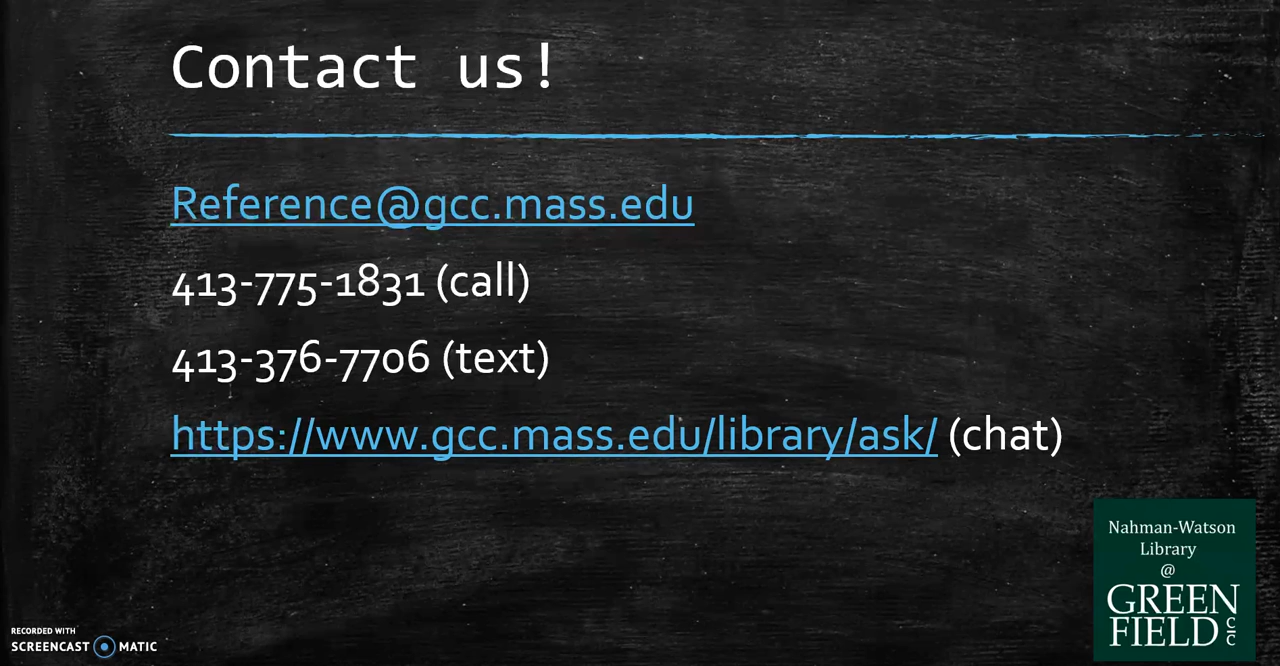 Contact us!
Reference@gcc.mass.edu
413-775-1831 (call)
413-376-7706 (text)
https://www.gcc.mass.edu/library/ask/ (chat)
Nahman-Watson
Library
@
GREEN
FIELD CC
RECORDED WITH
SCREENCAST MATIC